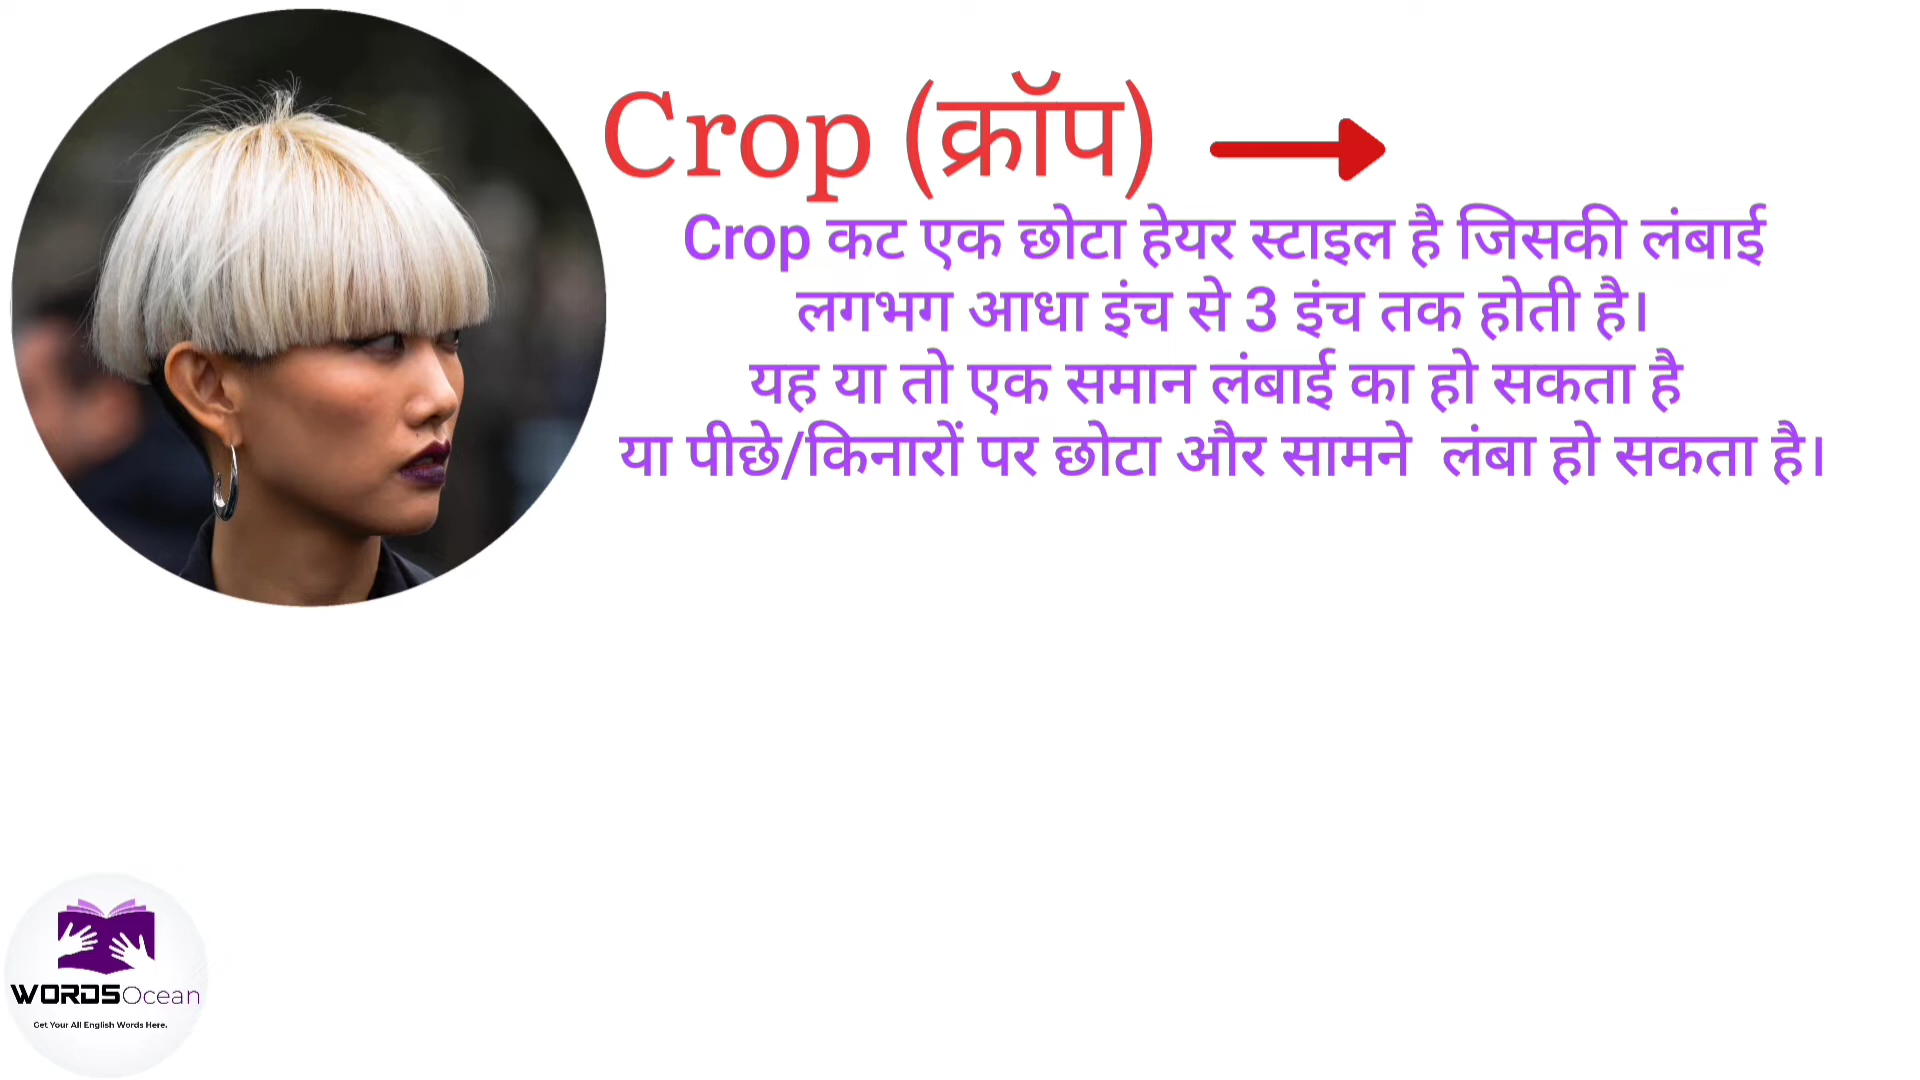 Crop (क्रॉप)
Crop कट एक छोटा हेयर स्टाइल है जिसकी लंबाई
लगभग आधा इंच से 3 इंच तक होती है।
यह या तो एक समान लंबाई का हो सकता है
या पीछे/किनारों पर छोटा और सामने लंबा हो सकता है।
WORDSOcean
Get Your All English Words Here.